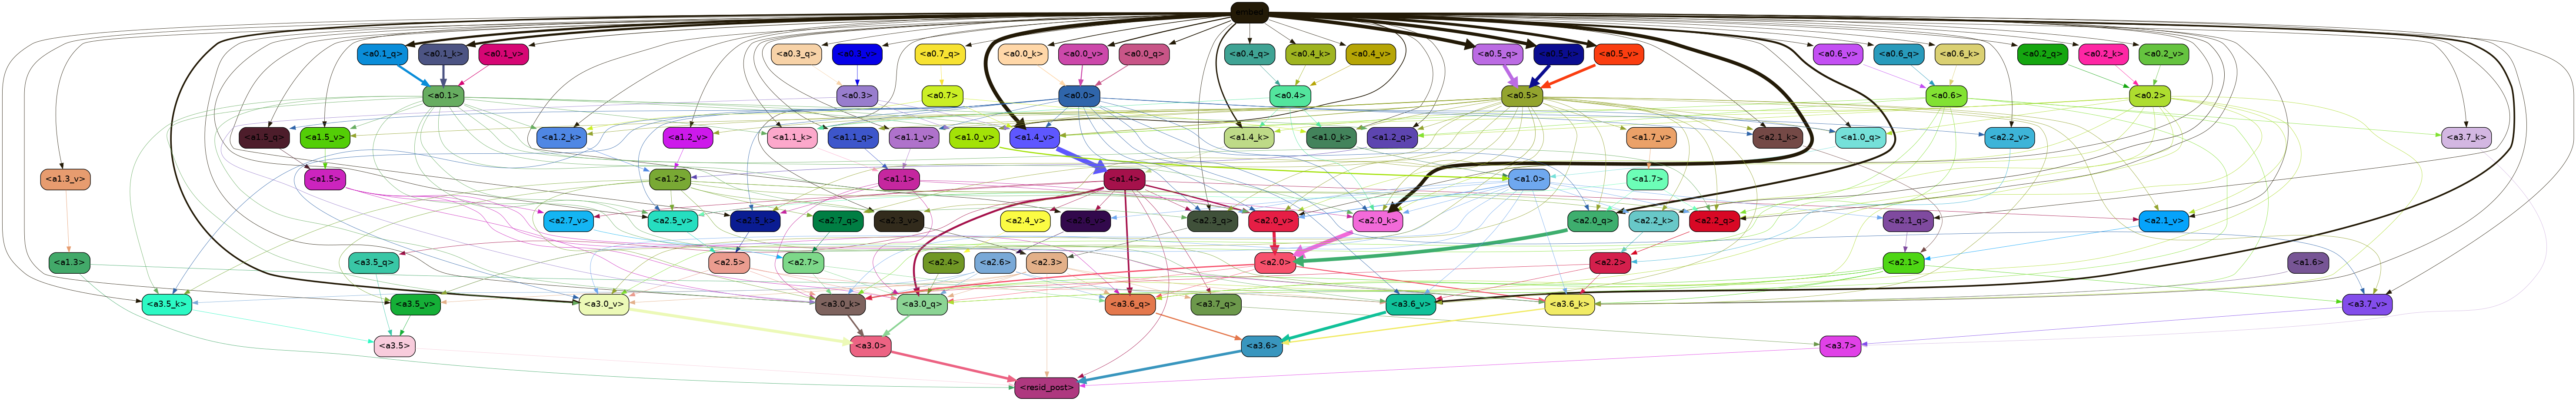 embed
<a0.1_q> <a0.1_k> <a0.1_v> <a0.3_q> <a0.3_v> <a0.7_q> <a0.0_k> <a0.0_v> <a0.0_q> <a0.4_q> <a0.4_k> <a0.4_v> <a0.5_q> <a0.5_k> <a0.5_v> <a0.6_v> <a0.6_q> <a0.6_k> <a0.2_q> <a0.2_k> <a0.2_v>
<a0.1> <a0.3> <a0.7> <a0.0> <a0.4> <a0.5> <a0.6> <a0.2>
<a1.5_q> <a1.5_v> <a1.2_k> <a1.2_v> <a1.1_k> <a1.1_q> <a1.1_v> <a1.0_v> <a1.4_v> <a1.4_k> <a1.0_k> <a1.2_q> <a1.7_v> <a2.1_k> <a1.0_q> <a2.2_v> <a3.7_k>
<a1.3_v> <a1.5> <a1.2> <a1.1> <a1.4> <a1.0> <a1.7>
<a2.7_v> <a2.5_v> <a2.5_k> <a2.7_q> <a2.3_v> <a2.4_v> <a2.6_v> <a2.3_q> <a2.0_v> <a2.0_k> <a2.0_q> <a2.2_k> <a2.2_q> <a2.1_q> <a2.1_v>
<a1.3> <a3.5_q> <a2.5> <a2.7> <a2.4> <a2.6> <a2.3> <a2.0> <a2.2> <a2.1> <a1.6>
<a3.5_k> <a3.5_v> <a3.0_v> <a3.0_k> <a3.0_q> <a3.6_q> <a3.7_q> <a3.6_v> <a3.6_k> <a3.7_v>
<a3.5> <a3.0> <a3.6> <a3.7>
<resid_post>